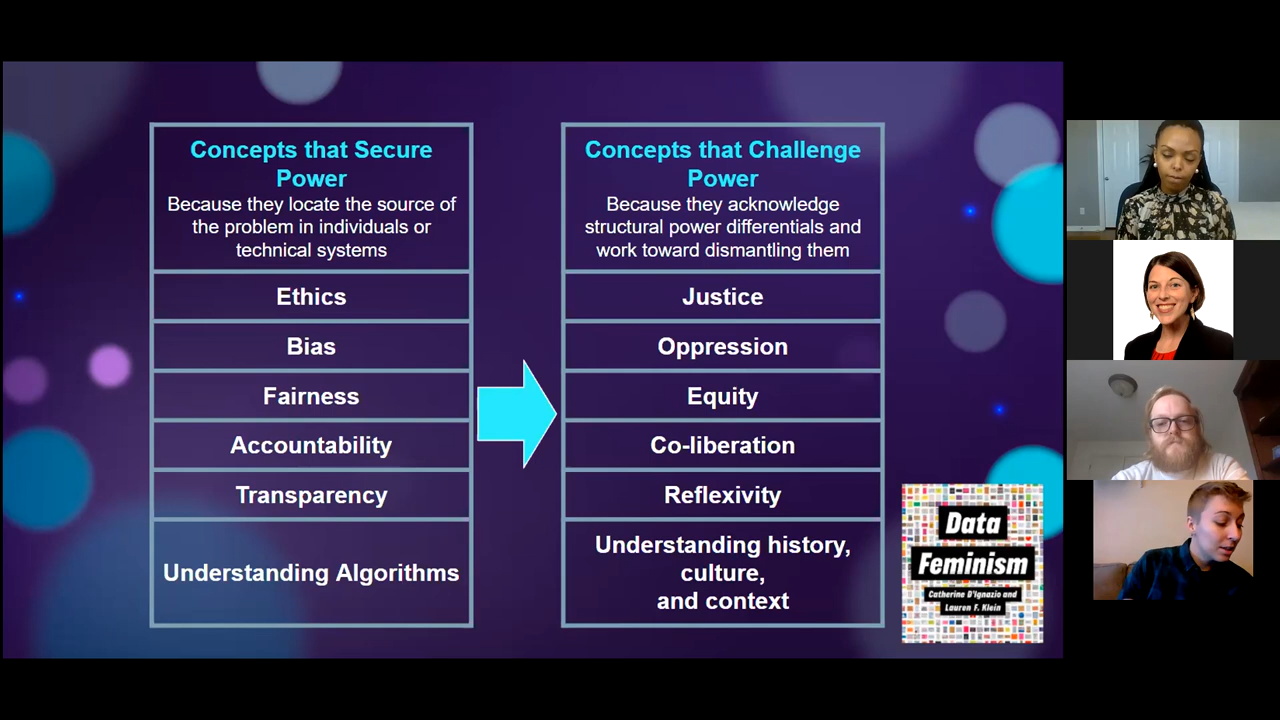 Concepts that Secure
Power
Because they locate the source of
the problem in individuals or
technical systems
Ethics
Bias
Fairness
Accountability
Transparency
Understanding Algorithms
Concepts that Challenge
Power
Because they acknowledge
structural power differentials and
work toward dismantling them
Justice
Oppression
Equity
Co-liberation
Reflexivity
Understanding history,
culture,
and context
Data
Feminism
Catherine D'Ignazio and
Lauren F. Klein